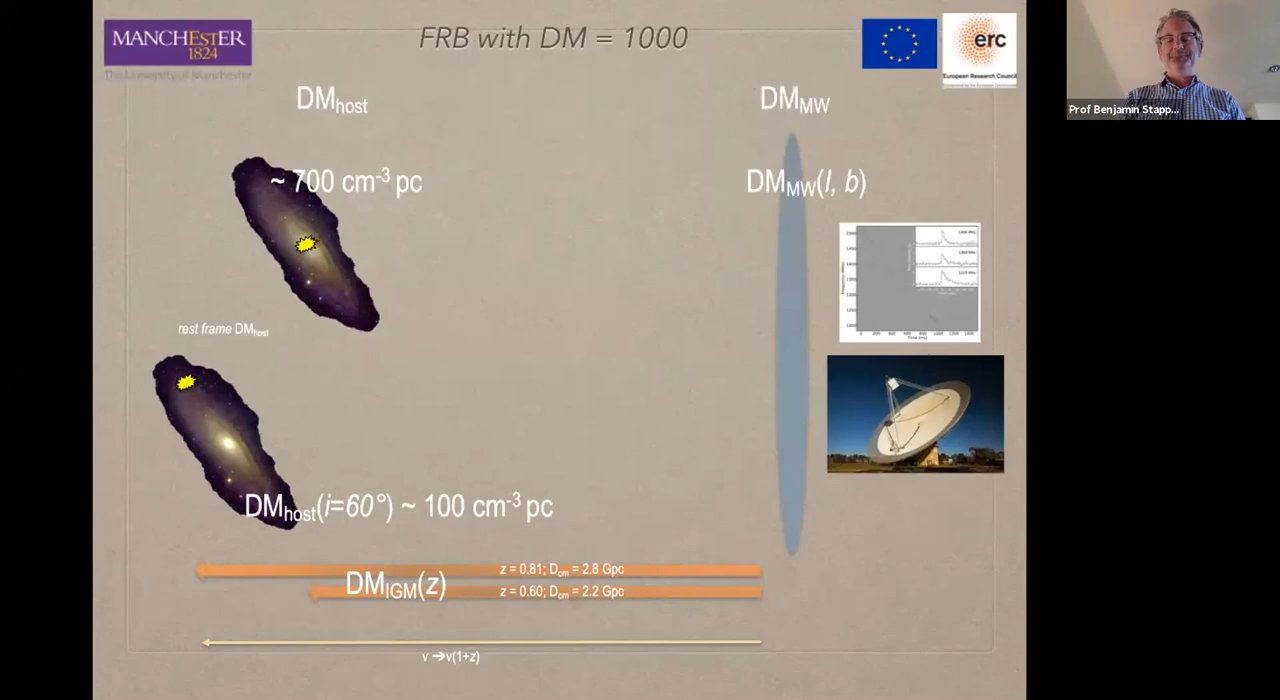 MANCHESTER
1824
The University of Manchester
FRB with DM = 1000
erc
European Research Council
Prof Benjamin Stapp...
DMhost
DMMW
~ 700 cm-3 pc
DMMW(l, b)
rest frame DMhost
Time (ms)
DMhost(i=60°) ~ 100 cm-3 pc
z = 0.81; Dcm = 2.8 Gpc
DMIGM(z)
z = 0.60; Dcm = 2.2 Gpc
ν➔ν(1+z)